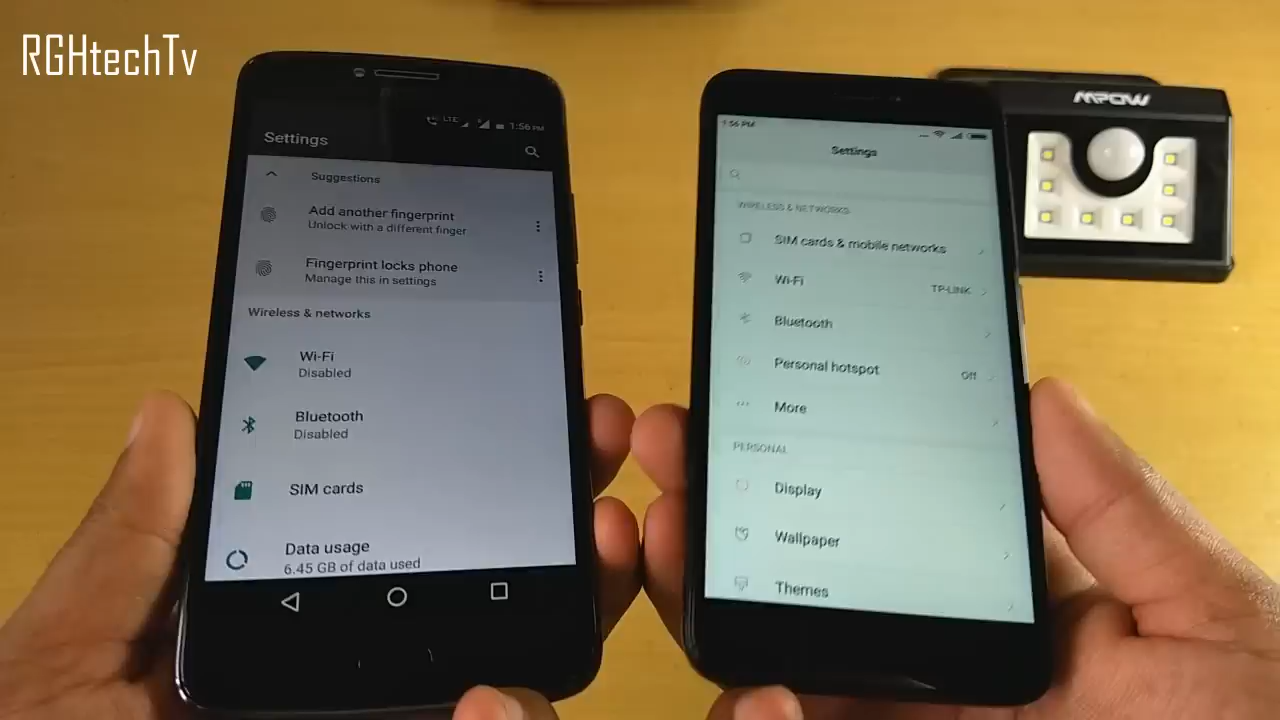 RGHtechTv
LTE 1:56 PM
Settings
Suggestions
Add another fingerprint
Unlock with a different finger
Fingerprint locks phone
Manage this in settings
Wireless & networks
Wi-Fi
Disabled
Bluetooth
Disabled
SIM cards
Data usage
6.45 GB of data used
1:56 PM
Settings
WIRELESS & NETWORKS
SIM cards & mobile networks
Wi-Fi TP-LINK
Bluetooth
Personal hotspot Off
More
PERSONAL
Display
Wallpaper
Themes
MPOW